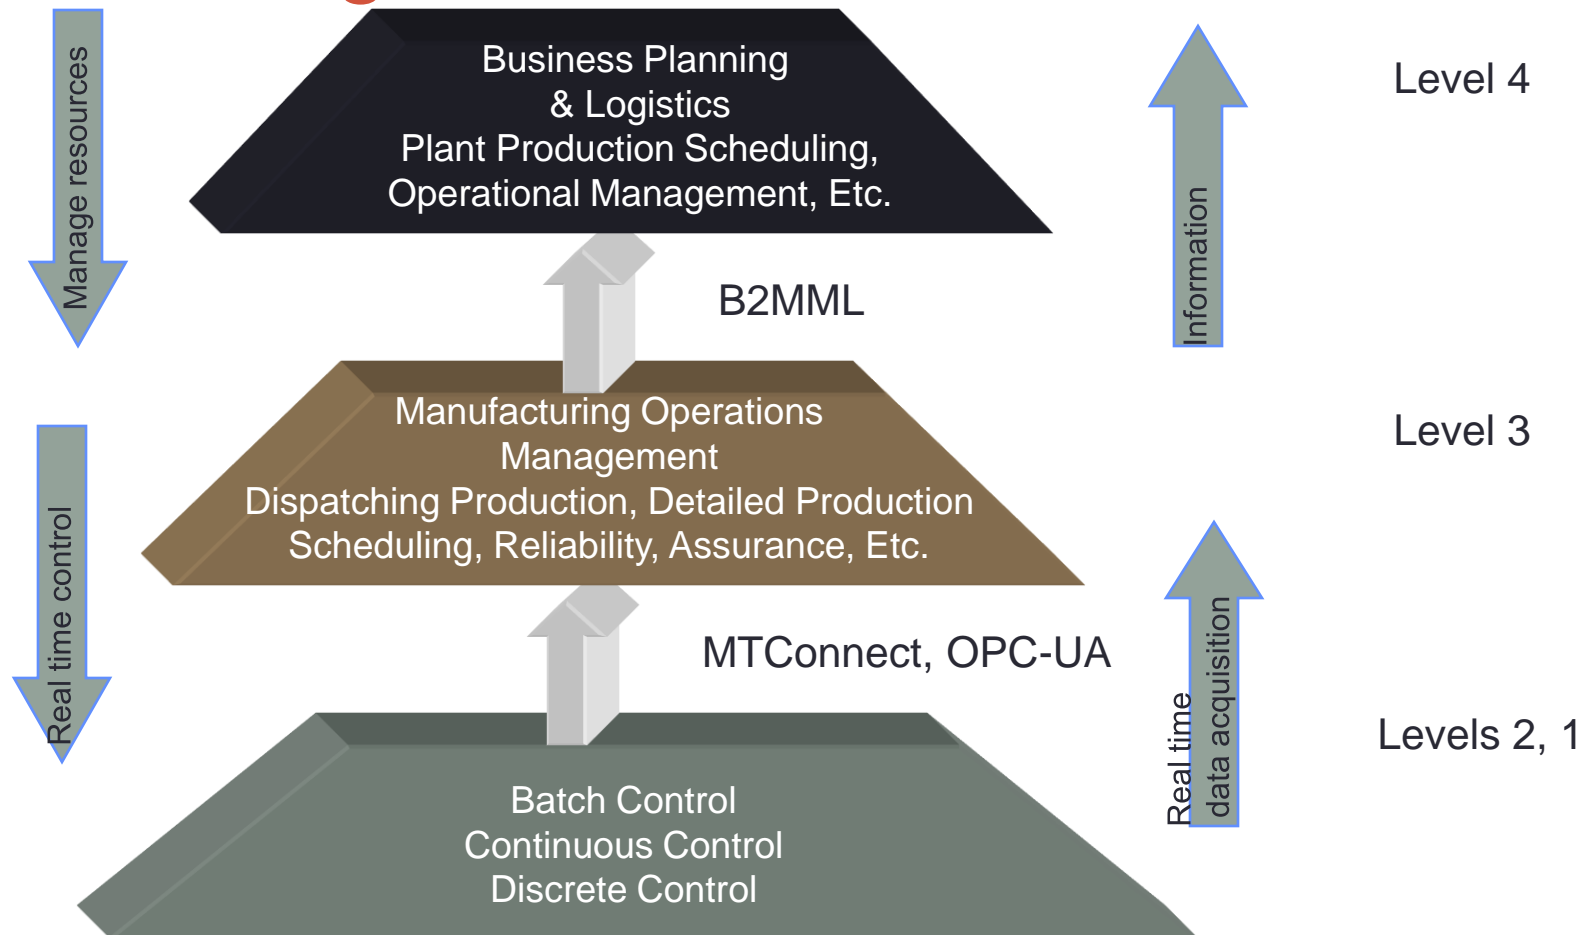 Manage resources
Business Planning
& Logistics
Plant Production Scheduling,
Operational Management, Etc.
Information
Level 4
B2MML
Real time control
Manufacturing Operations
Management
Dispatching Production, Detailed Production
Scheduling, Reliability, Assurance, Etc.
Level 3
MTConnect, OPC-UA
Real time
data acquisition
Levels 2, 1
Batch Control
Continuous Control
Discrete Control